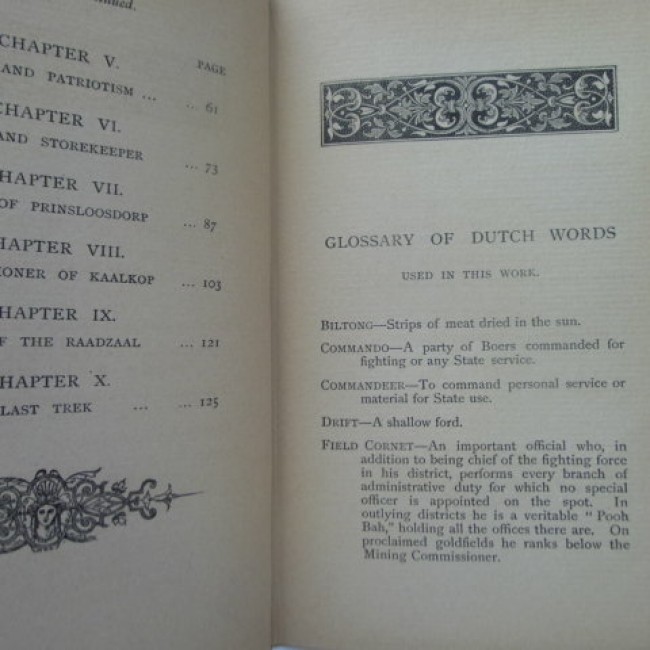 CHAPTER V.
PAGE
AND PATRIOTISM ... ... 61
CHAPTER VI.
AND STOREKEEPER ... 73
HAPTER VII.
OF PRINSLOOSDORP ... 87
HAPTER VIII.
IONER OF KAALKOP ... 103
HAPTER IX.
F THE RAADZAAL ... 121
HAPTER X.
LAST TREK ... ... 125
GLOSSARY OF DUTCH WORDS
USED IN THIS WORK.
BILTONG—Strips of meat dried in the sun.
COMMANDO—A party of Boers commanded for
fighting or any State service.
COMMANDEER—To command personal service or
material for State use.
DRIFT—A shallow ford.
FIELD CORNET—An important official who, in
addition to being chief of the fighting force
in his district, performs every branch of
administrative duty for which no special
officer is appointed on the spot. In
outlying districts he is a veritable "Pooh
Bah," holding all the offices there are. On
proclaimed goldfields he ranks below the
Mining Commissioner.